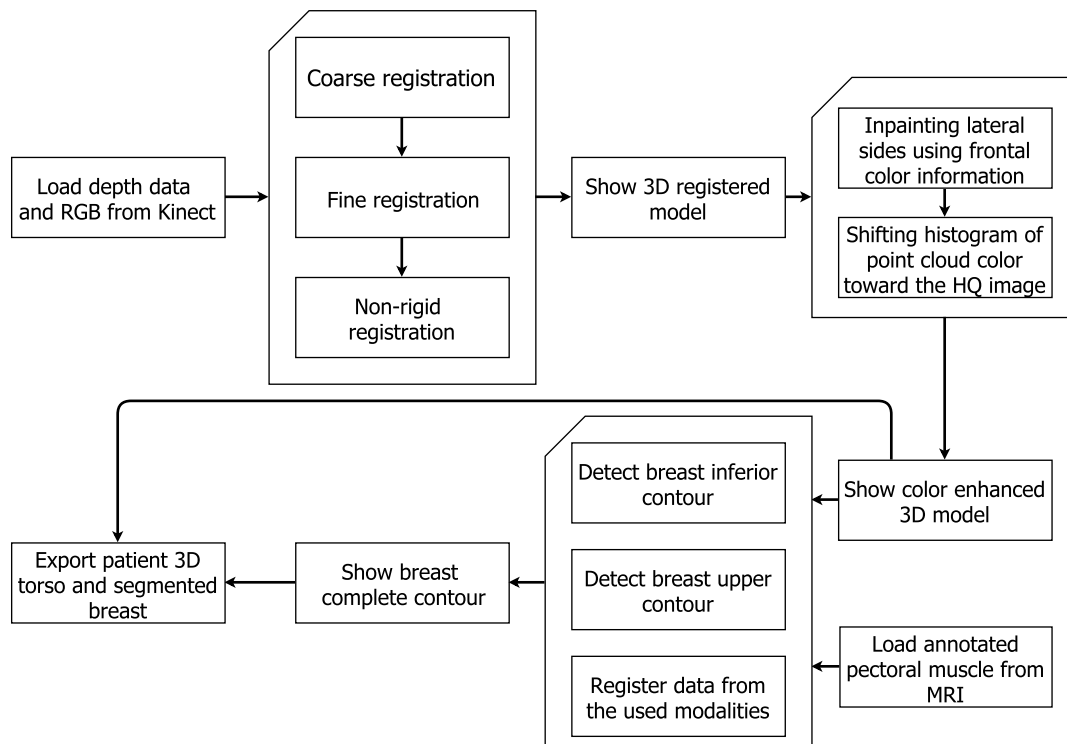 Load depth data
and RGB from Kinect
Coarse registration
Fine registration
Non-rigid
registration
Show 3D registered
model
Inpainting lateral
sides using frontal
color information
Shifting histogram of
point cloud color
toward the HQ image
Show color enhanced
3D model
Detect breast inferior
contour
Detect breast upper
contour
Register data from
the used modalities
Load annotated
pectoral muscle from
MRI
Show breast
complete contour
Export patient 3D
torso and segmented
breast